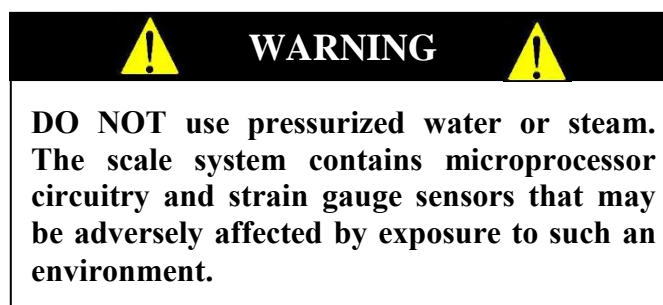 WARNING
DO NOT use pressurized water or steam.
The scale system contains microprocessor
circuitry and strain gauge sensors that may
be adversely affected by exposure to such an
environment.